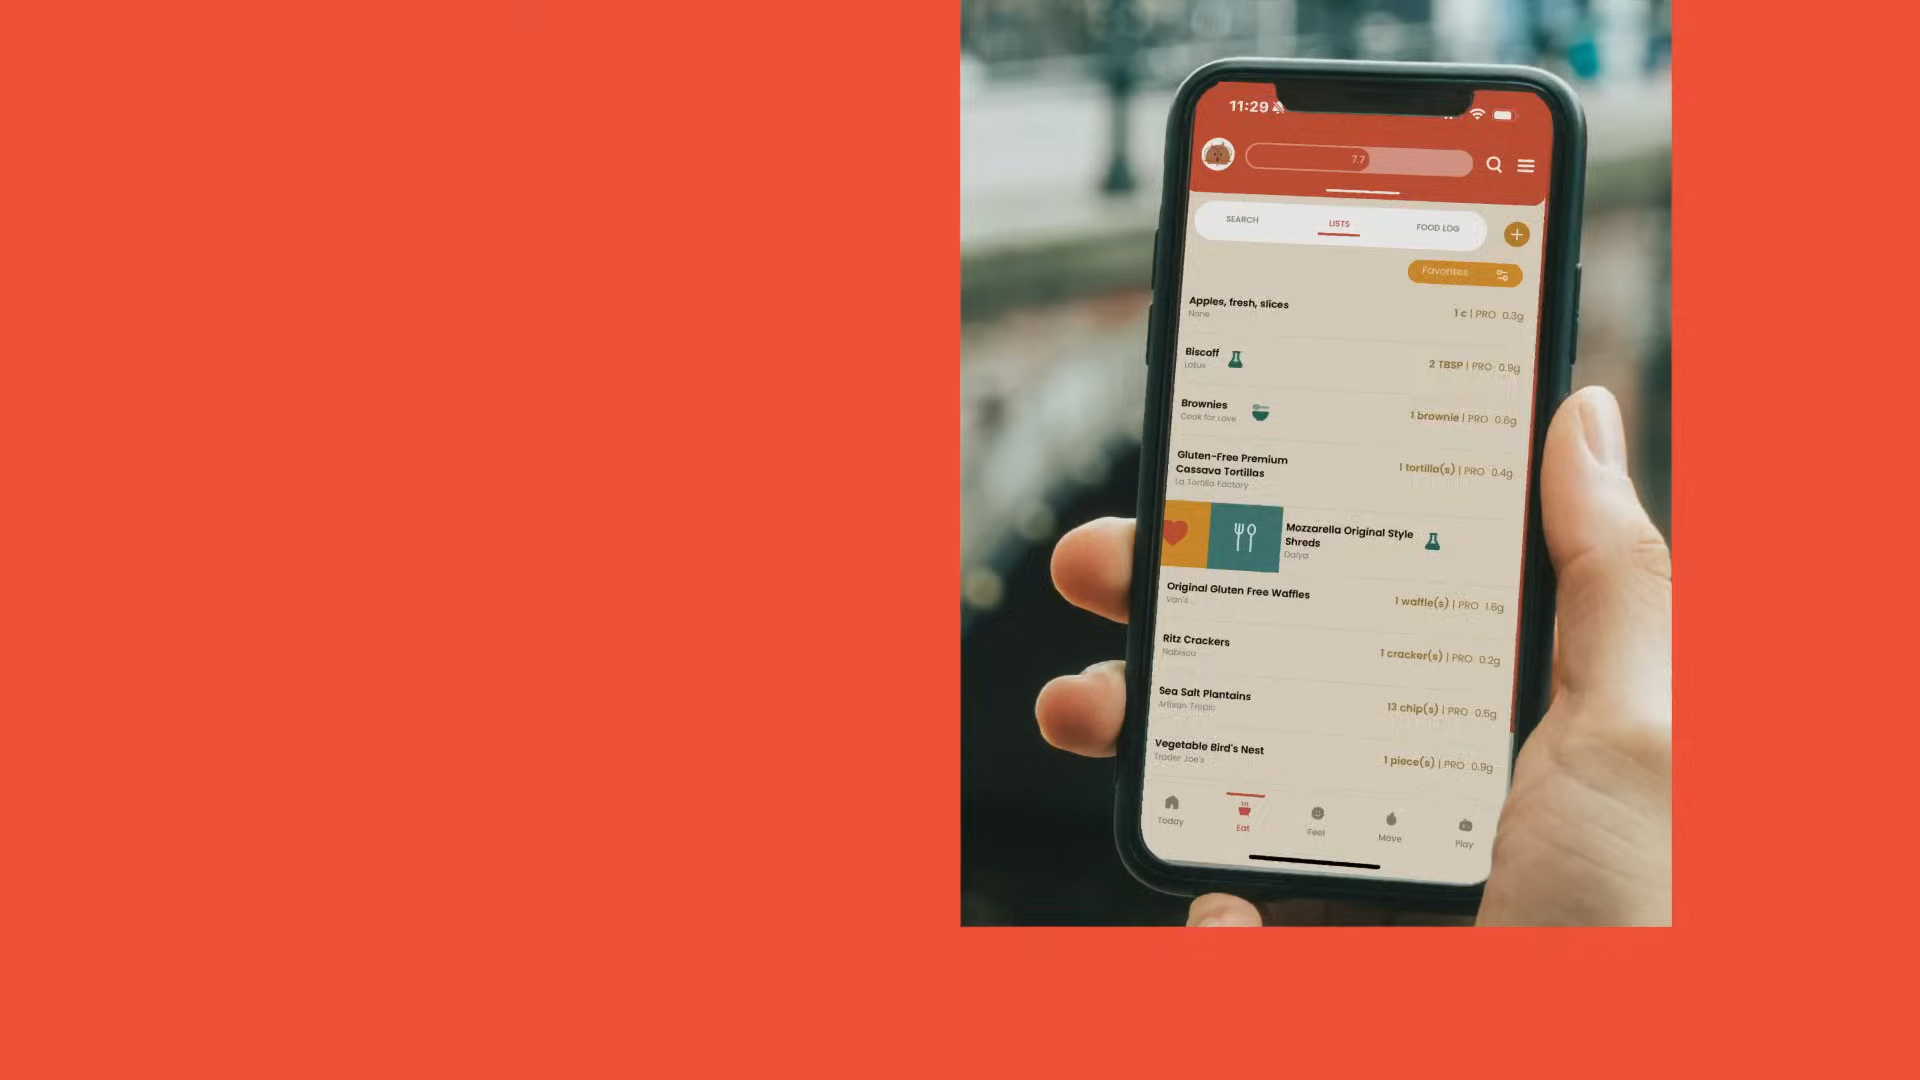 11:29
7.7
SEARCH LISTS FOOD LOG
Favorites
Apples, fresh, slices
None
1 c | PRO 0.3g
Biscoff
Lotus
2 TBSP | PRO 0.9g
Brownies
Cook for Love
1 brownie | PRO 0.6g
Gluten-Free Premium
Cassava Tortillas
La Tortilla Factory
1 tortilla(s) | PRO 0.4g
Mozzarella Original Style
Shreds
Daiya
Original Gluten Free Waffles
Van's
1 waffle(s) | PRO 1.6g
Ritz Crackers
Nabisco
1 cracker(s) | PRO 0.2g
Sea Salt Plantains
Artisan Tropic
13 chip(s) | PRO 0.5g
Vegetable Bird's Nest
Trader Joe's
1 piece(s) | PRO 0.9g
Today Eat Feel Move Play